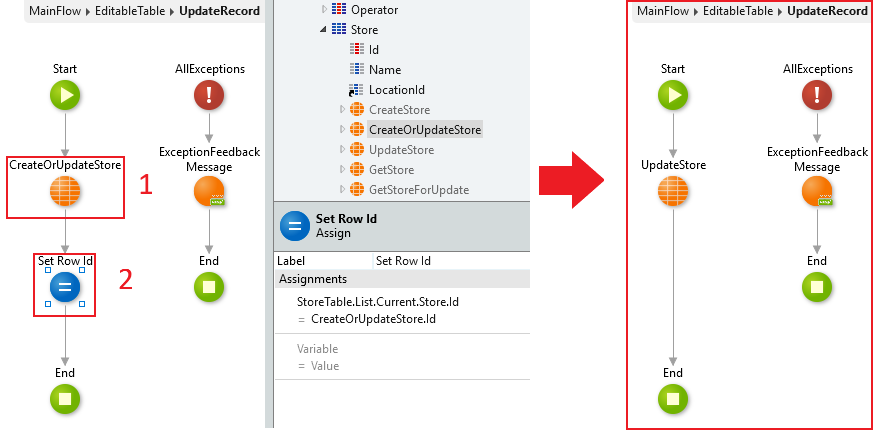 MainFlow EditableTable UpdateRecord
Start
AllExceptions
CreateOrUpdateStore
1
ExceptionFeedback
Message
Set Row Id
2
End
End
Operator
Store
Id
Name
LocationId
CreateStore
CreateOrUpdateStore
UpdateStore
GetStore
GetStoreForUpdate
Set Row Id
Assign
Label Set Row Id
Assignments
StoreTable.List.Current.Store.Id
= CreateOrUpdateStore.Id
Variable
= Value
MainFlow EditableTable UpdateRecord
Start
AllExceptions
UpdateStore
ExceptionFeedback
Message
End
End